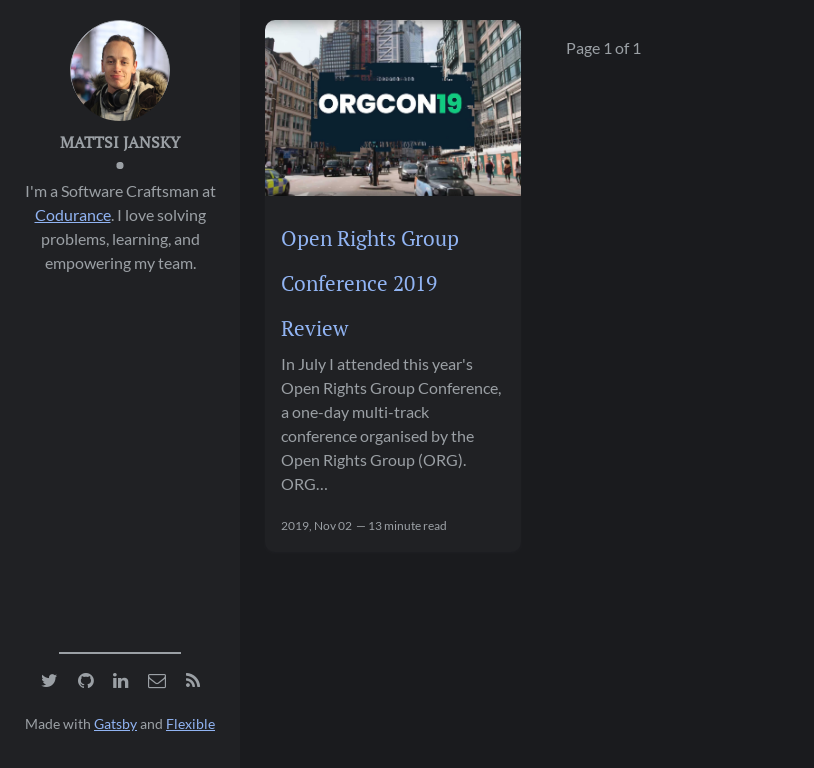 MATTSI JANSKY
I'm a Software Craftsman at
Codurance. I love solving
problems, learning, and
empowering my team.
Made with Gatsby and Flexible
ORGCON19
Open Rights Group
Conference 2019
Review
In July I attended this year's
Open Rights Group Conference,
a one-day multi-track
conference organised by the
Open Rights Group (ORG).
ORG…
2019, Nov 02 — 13 minute read
Page 1 of 1